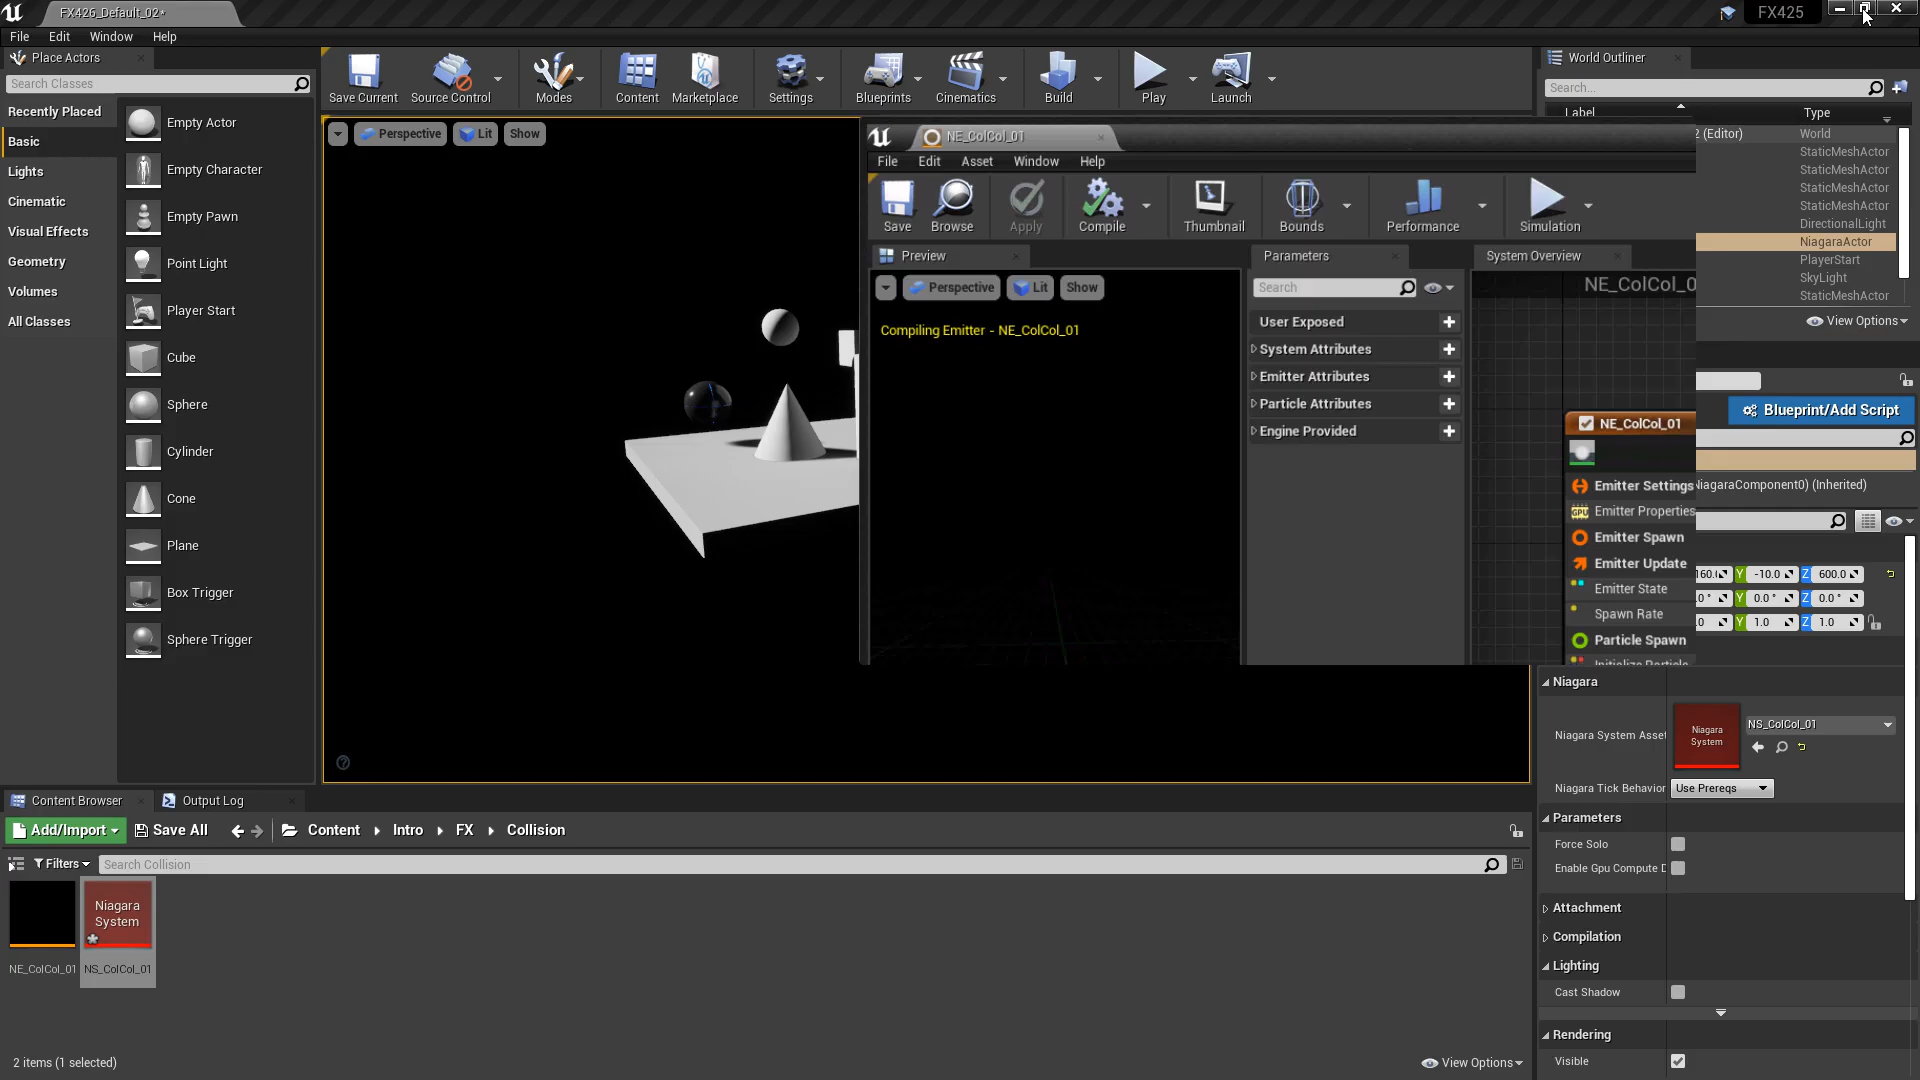 FX426_Default_02*
FX425
File Edit Window Help
Place Actors
Search Classes
Recently Placed
Basic
Lights
Cinematic
Visual Effects
Geometry
Volumes
All Classes
Empty Actor
Empty Character
Empty Pawn
Point Light
Player Start
Cube
Sphere
Cylinder
Cone
Plane
Box Trigger
Sphere Trigger
Save Current
Source Control
Modes
Content
Marketplace
Settings
Blueprints
Cinematics
Build
Play
Launch
Perspective
Lit
Show
NE_ColCol_01
File Edit Asset Window Help
Save
Browse
Apply
Compile
Thumbnail
Bounds
Performance
Simulation
Preview
Perspective
Lit
Show
Compiling Emitter - NE_ColCol_01
Parameters
Search
User Exposed
System Attributes
Emitter Attributes
Particle Attributes
Engine Provided
System Overview
NE_ColCol_0
NE_ColCol_01
Emitter Settings
GPU
Emitter Properties
Emitter Spawn
Emitter Update
Emitter State
Spawn Rate
Particle Spawn
Initialize Particle
World Outliner
Search...
Label
Type
2 (Editor)
World
StaticMeshActor
StaticMeshActor
StaticMeshActor
StaticMeshActor
DirectionalLight
NiagaraActor
PlayerStart
SkyLight
StaticMeshActor
View Options
Blueprint/Add Script
NiagaraComponent0) (Inherited)
160.( Y -10.0 Z 600.0
.0 ° Y 0.0 ° Z 0.0 °
.0 Y 1.0 Z 1.0
Niagara
Niagara System Asset
Niagara System
NS_ColCol_01
Niagara Tick Behavior
Use Prereqs
Parameters
Force Solo
Enable Gpu Compute D
Attachment
Compilation
Lighting
Cast Shadow
Rendering
Visible
Content Browser
Output Log
Add/Import
Save All
Content
Intro
FX
Collision
Filters
Search Collision
Niagara System
NE_ColCol_01
NS_ColCol_01
2 items (1 selected)
View Options